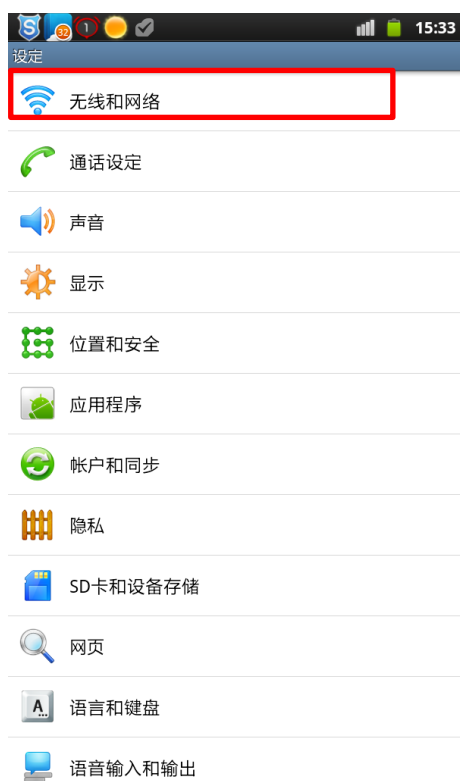 S 32 1 15:33
设定
无线和网络
通话设定
声音
显示
位置和安全
应用程序
帐户和同步
隐私
SD卡和设备存储
网页
A
语言和键盘
语音输入和输出